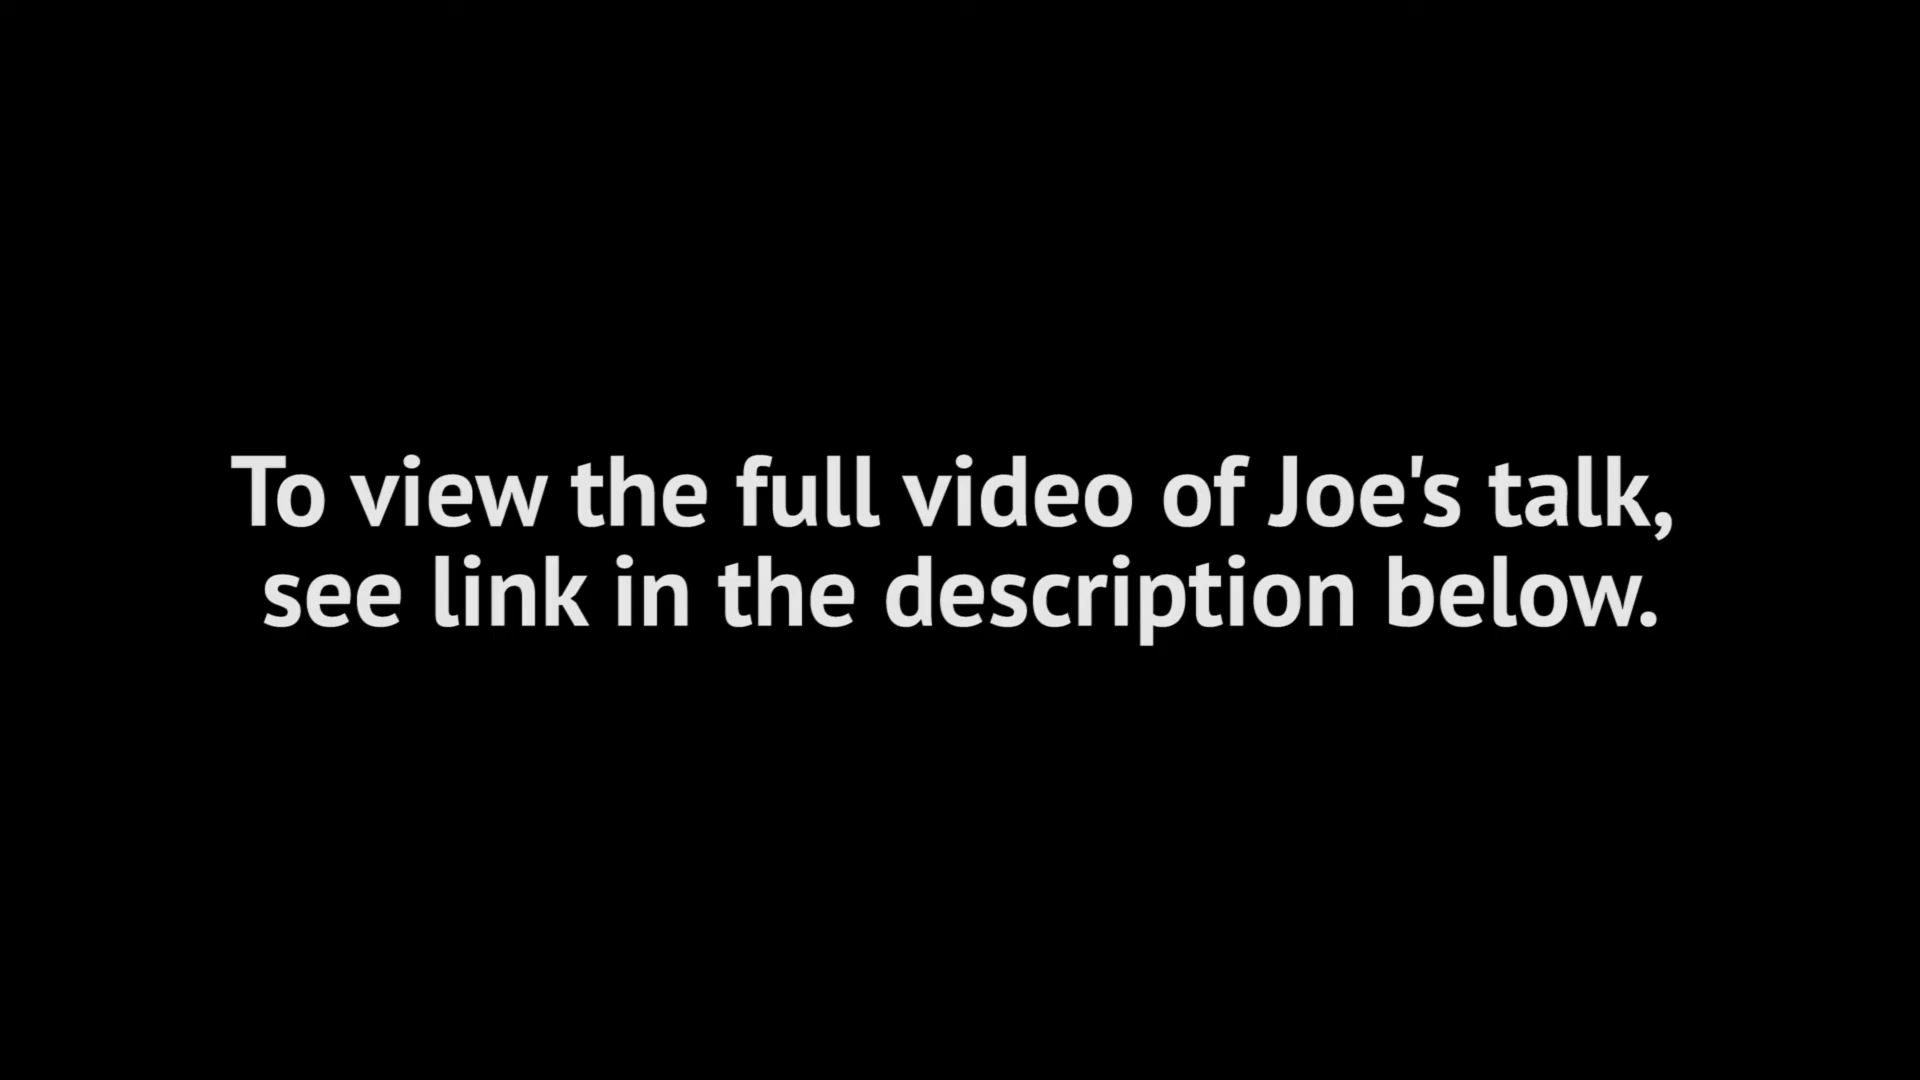 To view the full video of Joe's talk,
see link in the description below.